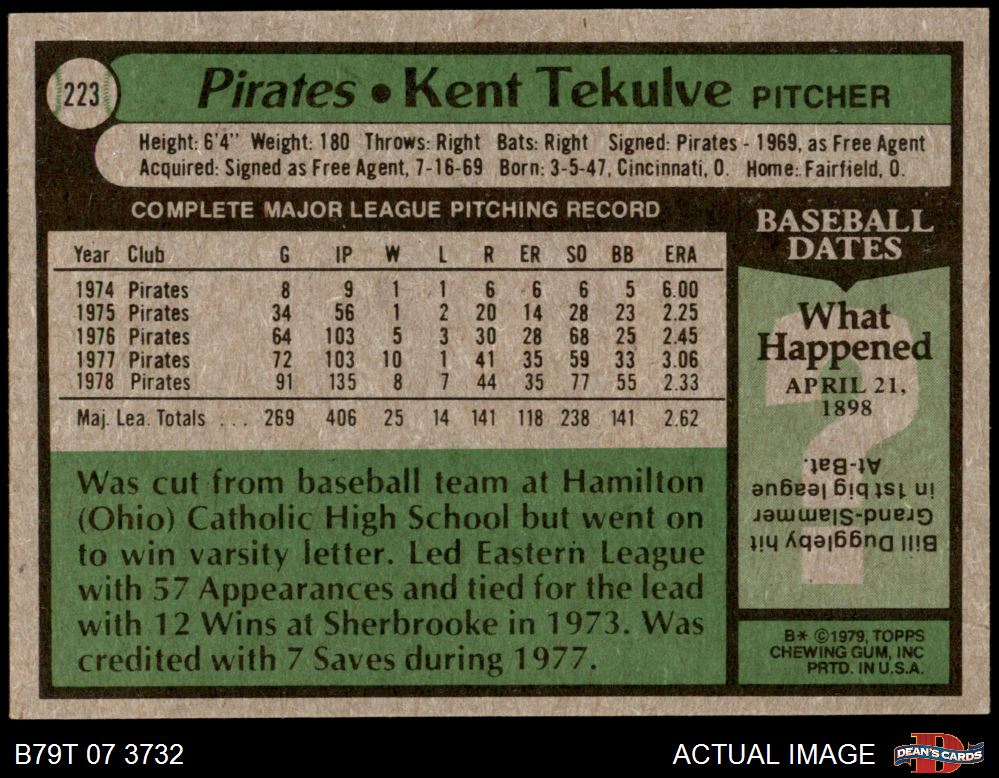 223
Pirates • Kent Tekulve PITCHER
Height: 6'4" Weight: 180 Throws: Right Bats: Right Signed: Pirates - 1969, as Free Agent
Acquired: Signed as Free Agent, 7-16-69 Born: 3-5-47, Cincinnati, O. Home: Fairfield, O.
COMPLETE MAJOR LEAGUE PITCHING RECORD
Year Club G IP W L R ER SO BB ERA
1974 Pirates 8 9 1 1 6 6 6 5 6.00
1975 Pirates 34 56 1 2 20 14 28 23 2.25
1976 Pirates 64 103 5 3 30 28 68 25 2.45
1977 Pirates 72 103 10 1 41 35 59 33 3.06
1978 Pirates 91 135 8 7 44 35 77 55 2.33
Maj. Lea. Totals . . . 269 406 25 14 141 118 238 141 2.62
Was cut from baseball team at Hamilton
(Ohio) Catholic High School but went on
to win varsity letter. Led Eastern League
with 57 Appearances and tied for the lead
with 12 Wins at Sherbrooke in 1973. Was
credited with 7 Saves during 1977.
BASEBALL
DATES
What
Happened
APRIL 21,
1898
?
Bill Duggleby hit
Grand-Slammer
in 1st big league
At-Bat.
B* ©1979, TOPPS
CHEWING GUM, INC
PRTD. IN U.S.A.
B79T 07 3732
ACTUAL IMAGE
DEAN'S CARDS